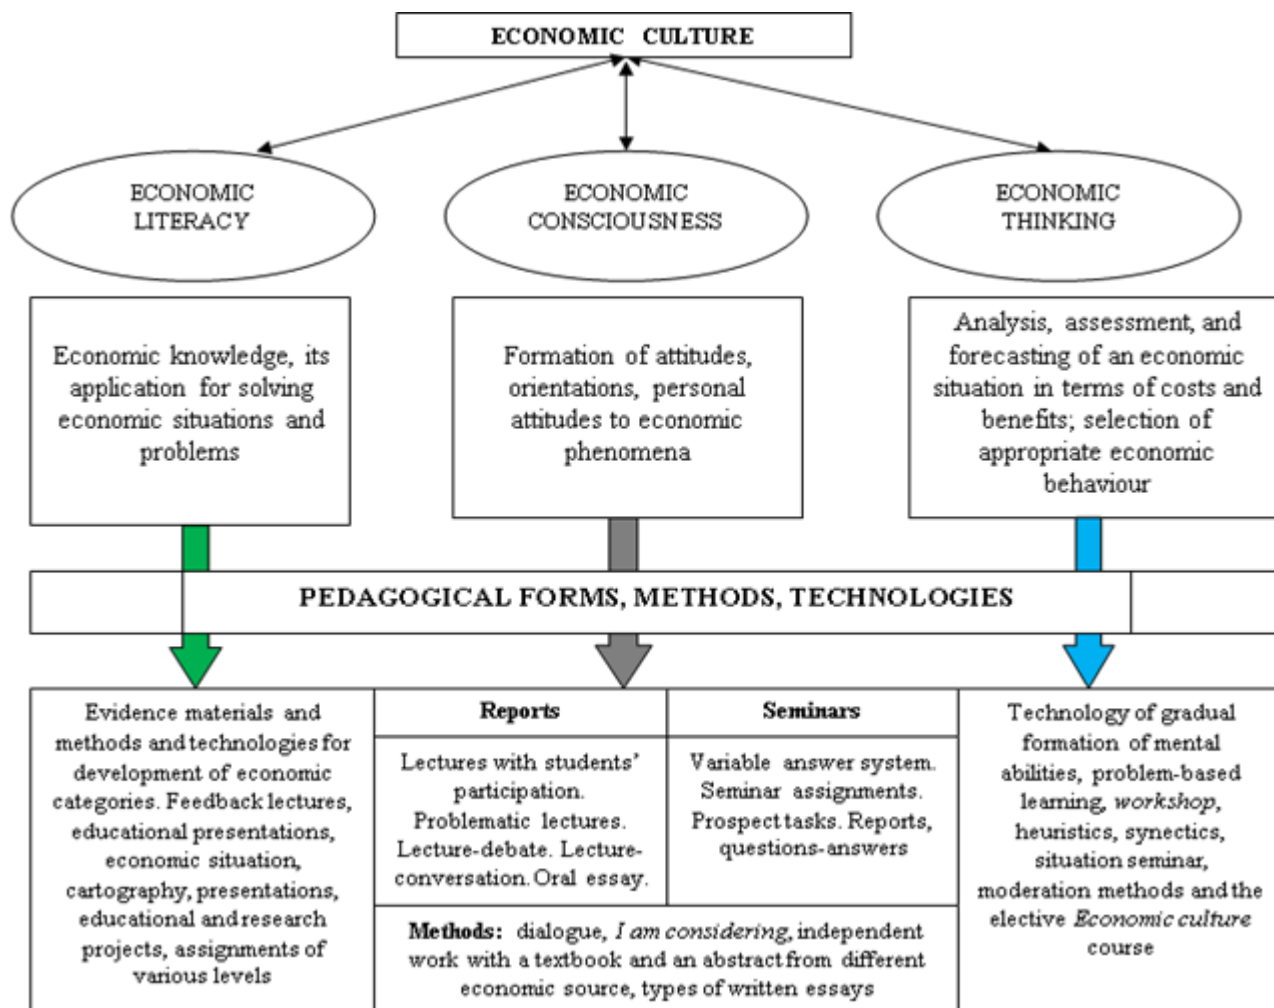 ECONOMIC CULTURE
ECONOMIC
LITERACY
ECONOMIC
CONSCIOUSNESS
ECONOMIC
THINKING
Economic knowledge, its
application for solving
economic situations and
problems
Formation of attitudes,
orientations, personal
attitudes to economic
phenomena
Analysis, assessment, and
forecasting of an economic
situation in terms of costs and
benefits; selection of
appropriate economic
behaviour
PEDAGOGICAL FORMS, METHODS, TECHNOLOGIES
Evidence materials and
methods and technologies for
development of economic
categories. Feedback lectures,
educational presentations,
economic situation,
cartography, presentations,
educational and research
projects, assignments of
various levels
Reports
Lectures with students’
participation.
Problematic lectures.
Lecture-debate. Lecture-
conversation. Oral essay.
Seminars
Variable answer system.
Seminar assignments.
Prospect tasks. Reports,
questions-answers
Methods: dialogue, I am considering, independent
work with a textbook and an abstract from different
economic source, types of written essays
Technology of gradual
formation of mental
abilities, problem-based
learning, workshop,
heuristics, synectics,
situation seminar,
moderation methods and the
elective Economic culture
course